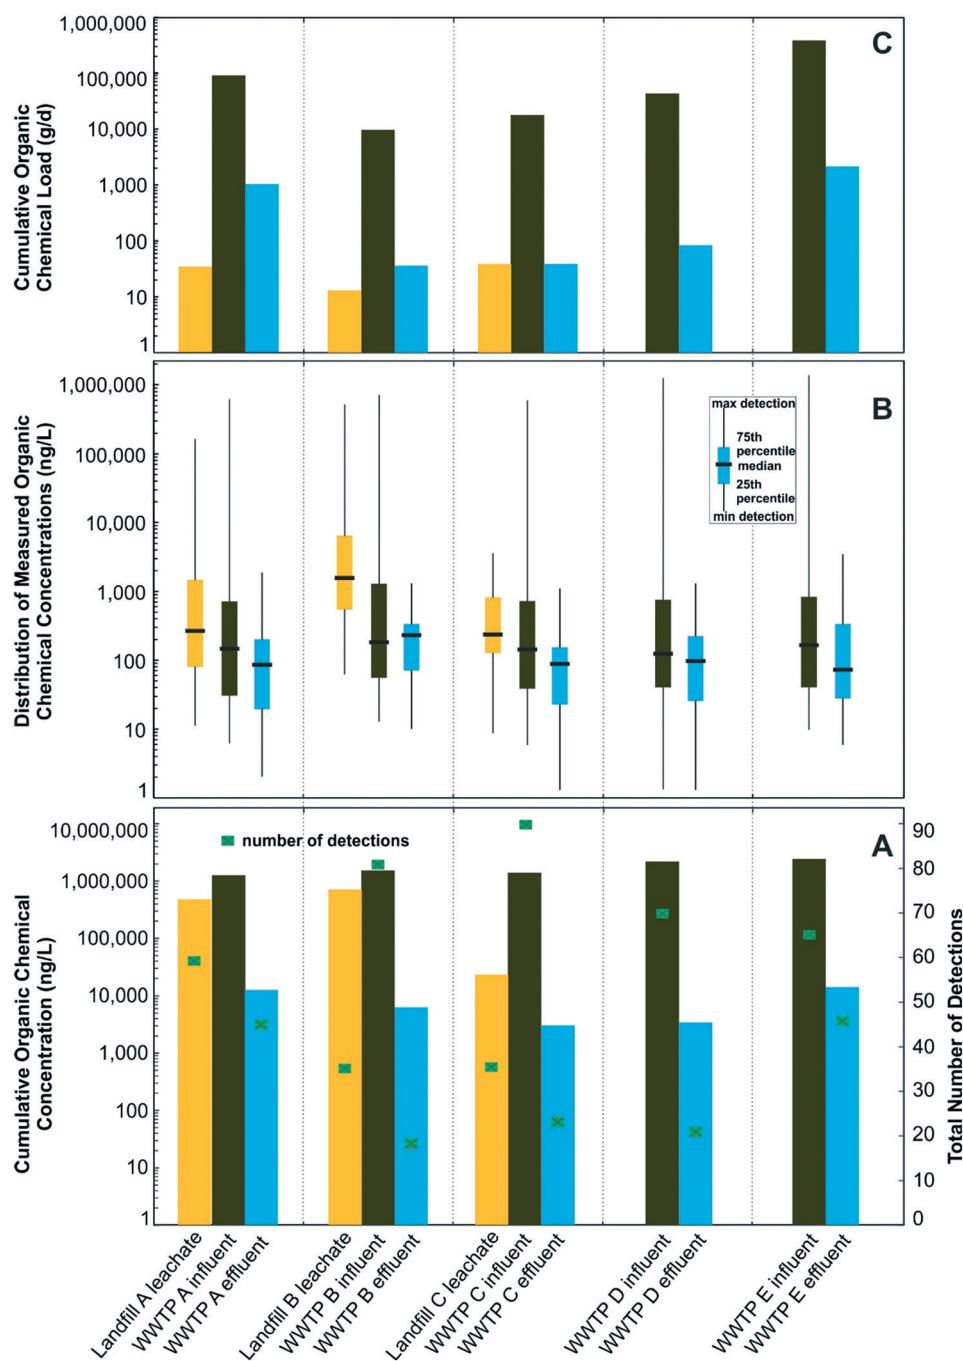 C
Cumulative Organic
Chemical Load (g/d)
1,000,000
100,000
10,000
1,000
100
10
1
B
Distribution of Measured Organic
Chemical Concentrations (ng/L)
1,000,000
100,000
10,000
1,000
100
10
1
max detection
75th
percentile
median
25th
percentile
min detection
A
Cumulative Organic Chemical
Concentration (ng/L)
10,000,000
1,000,000
100,000
10,000
1,000
100
10
1
number of detections
90
80
70
60
50
40
30
20
10
0
Total Number of Detections
Landfill A leachate
WWTP A influent
WWTP A effluent
Landfill B leachate
WWTP B influent
WWTP B effluent
Landfill C leachate
WWTP C influent
WWTP C effluent
WWTP D influent
WWTP D effluent
WWTP E influent
WWTP E effluent